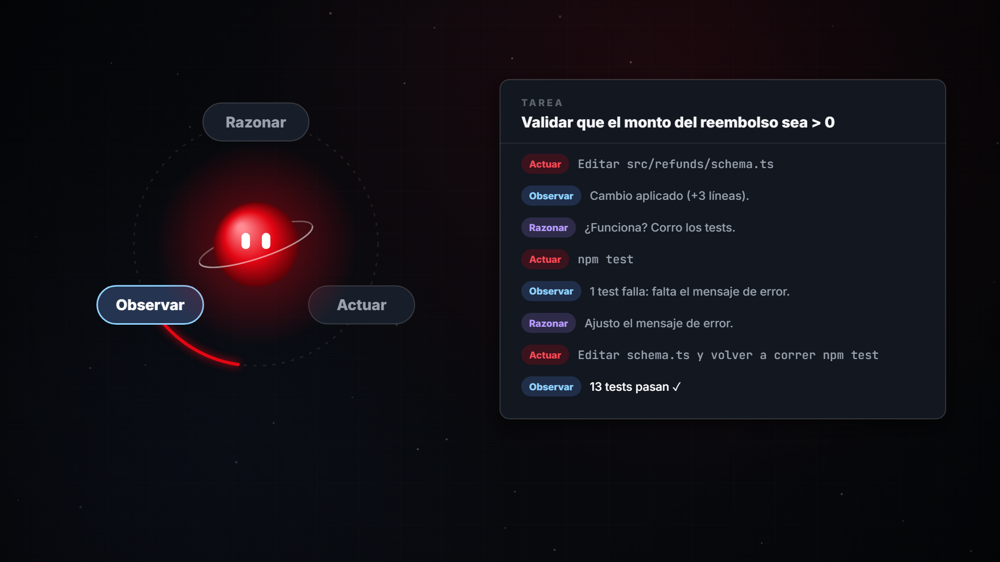 Razonar
Observar
Actuar
TAREA
Validar que el monto del reembolso sea > 0
Actuar Editar src/refunds/schema.ts
Observar Cambio aplicado (+3 líneas).
Razonar ¿Funciona? Corro los tests.
Actuar npm test
Observar 1 test falla: falta el mensaje de error.
Razonar Ajusto el mensaje de error.
Actuar Editar schema.ts y volver a correr npm test
Observar 13 tests pasan ✓